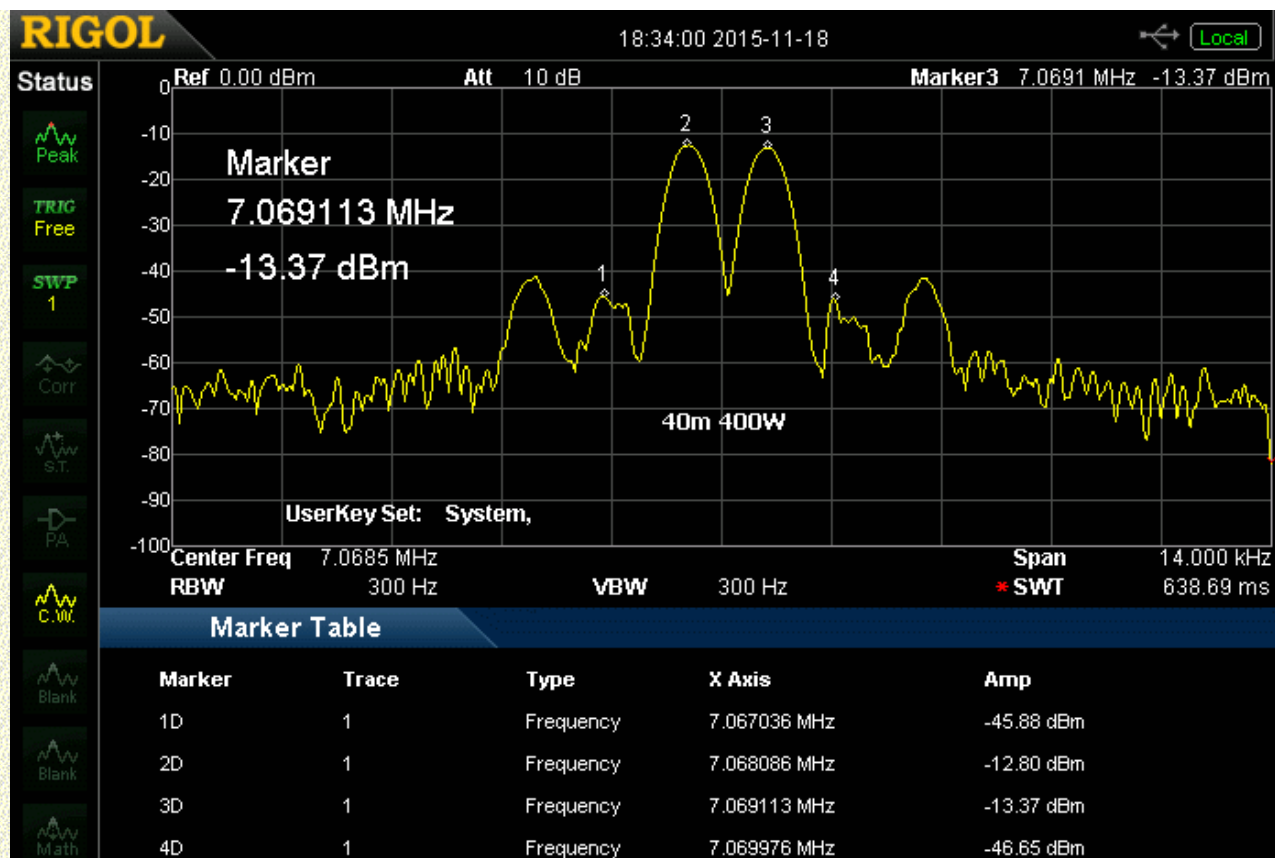 RIGOL 18:34:00 2015-11-18 Local
Status Ref 0.00 dBm Att 10 dB Marker3 7.0691 MHz -13.37 dBm
0
-10
-20
-30
-40
-50
-60
-70
-80
-90
-100
Peak
TRIG
Free
SWP
1
Corr
S.T.
PA
C.W.
Blank
Blank
Math
Marker
7.069113 MHz
-13.37 dBm
1
2
3
4
40m 400W
UserKey Set: System,
Center Freq 7.0685 MHz Span 14.000 kHz
RBW 300 Hz VBW 300 Hz * SWT 638.69 ms
Marker Table
Marker Trace Type X Axis Amp
1D 1 Frequency 7.067036 MHz -45.88 dBm
2D 1 Frequency 7.068086 MHz -12.80 dBm
3D 1 Frequency 7.069113 MHz -13.37 dBm
4D 1 Frequency 7.069976 MHz -46.65 dBm